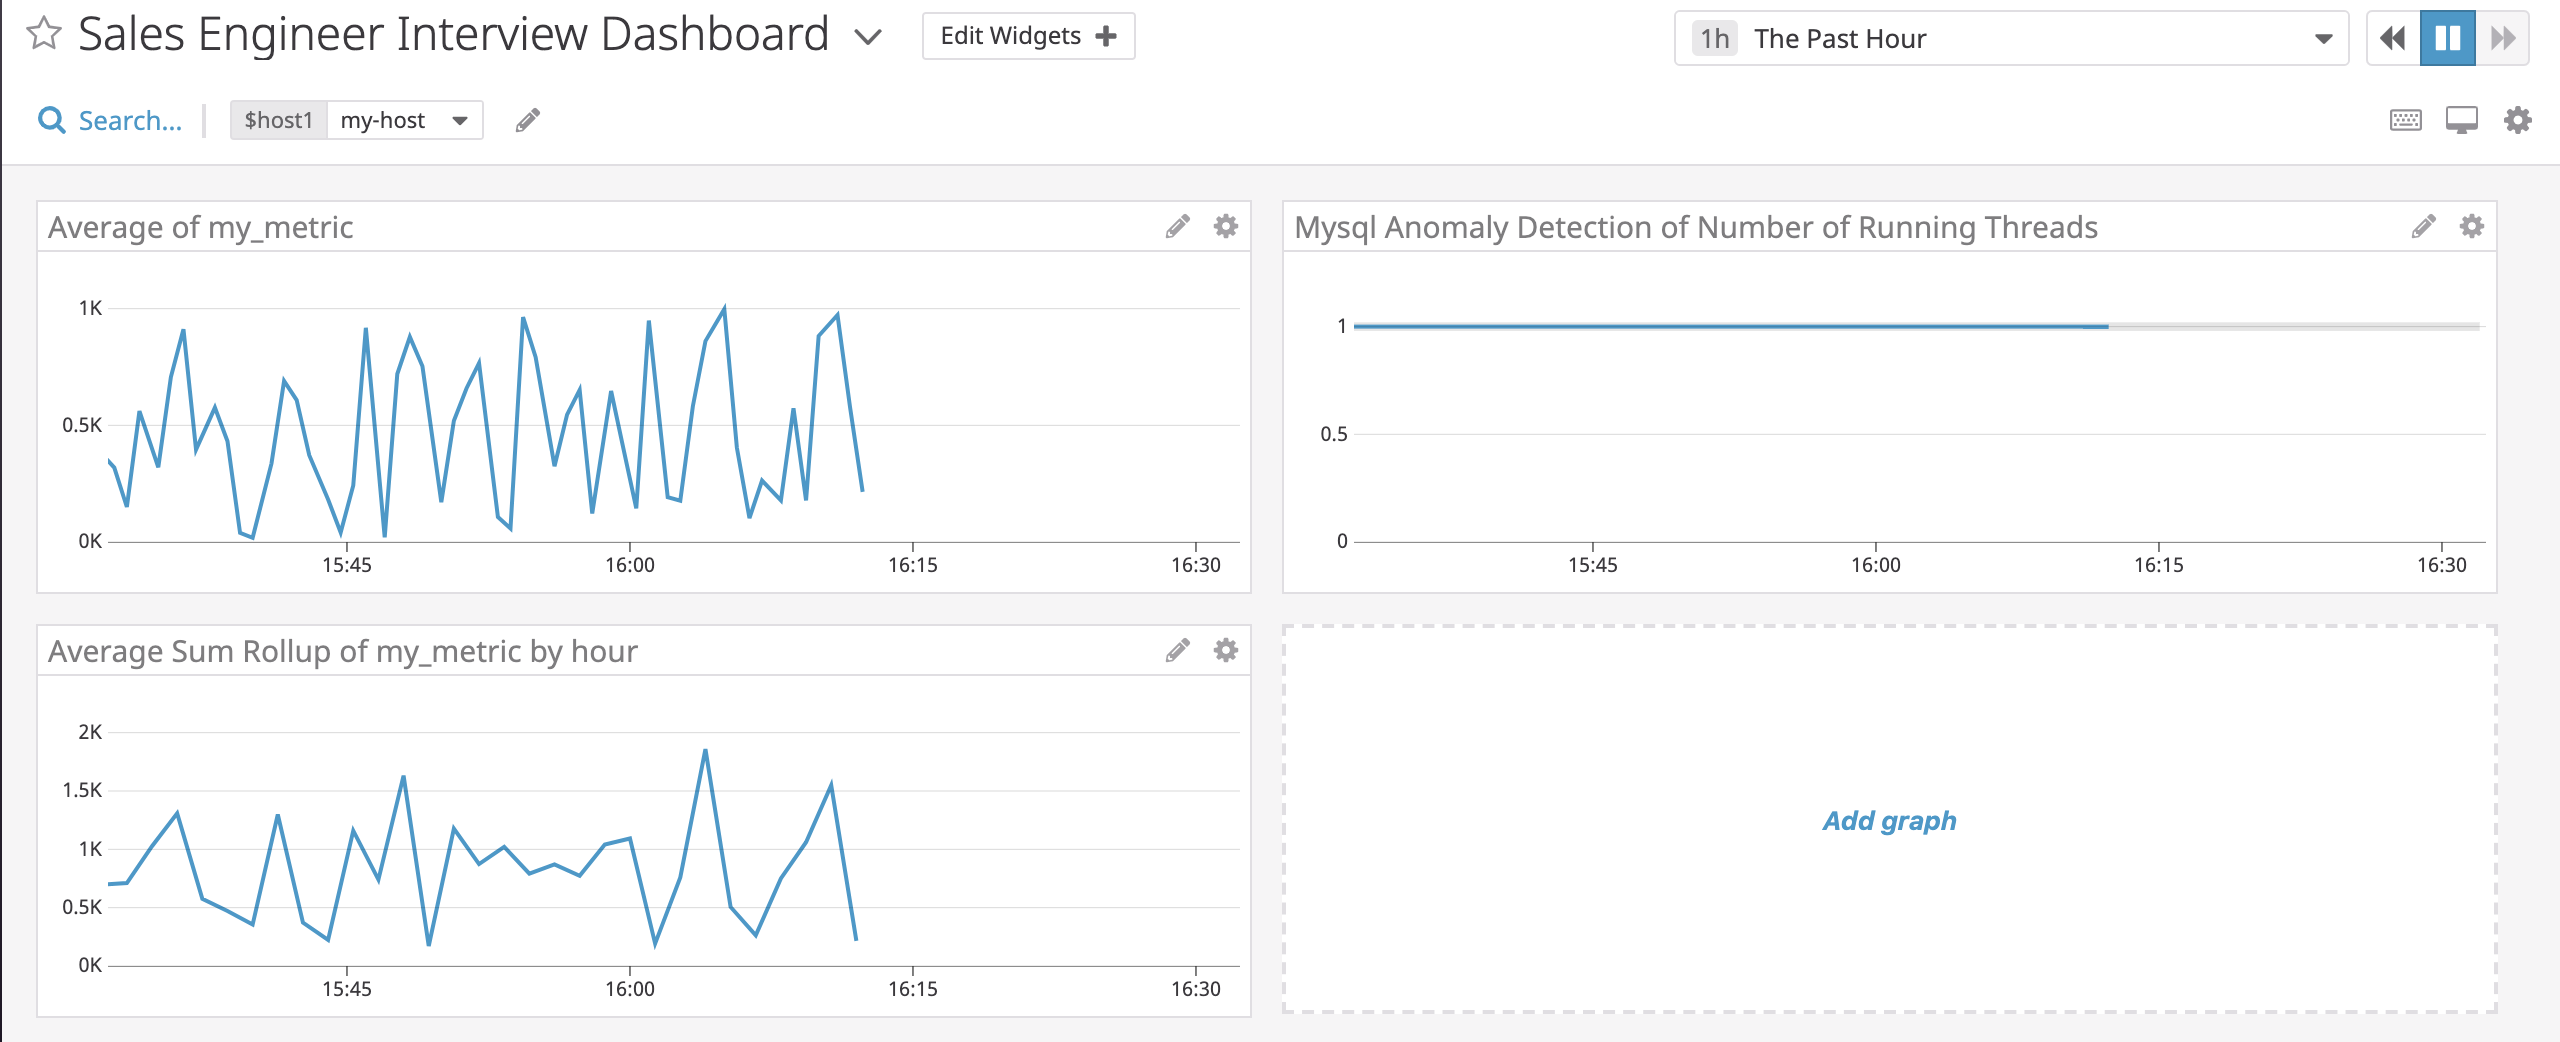 Sales Engineer Interview Dashboard
Edit Widgets
1h The Past Hour
Search...
$host1 my-host
Average of my_metric
1K
0.5K
0K
15:45 16:00 16:15 16:30
Mysql Anomaly Detection of Number of Running Threads
1
0.5
0
15:45 16:00 16:15 16:30
Average Sum Rollup of my_metric by hour
2K
1.5K
1K
0.5K
0K
15:45 16:00 16:15 16:30
Add graph